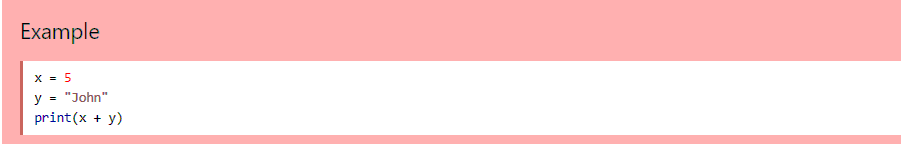 Example
x = 5
y = "John"
print(x + y)